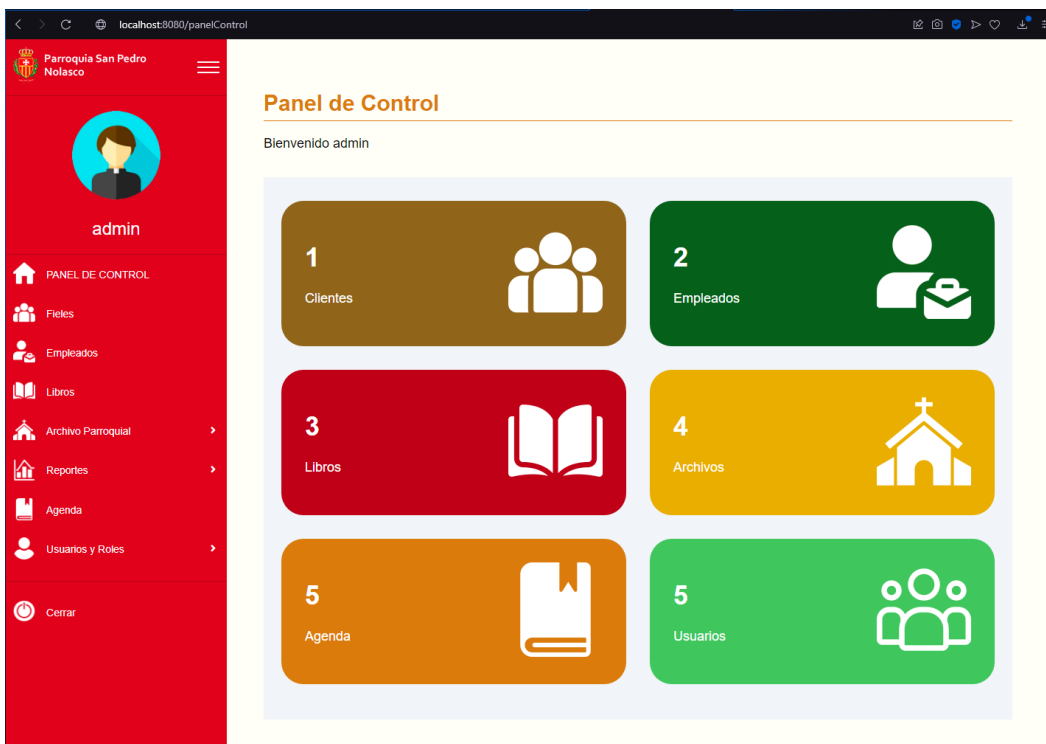 localhost:8080/panelControl
Parroquia San Pedro
Nolasco
admin
PANEL DE CONTROL
Fieles
Empleados
Libros
Archivo Parroquial
Reportes
Agenda
Usuarios y Roles
Cerrar
Panel de Control
Bienvenido admin
1
Clientes
2
Empleados
3
Libros
4
Archivos
5
Agenda
5
Usuarios